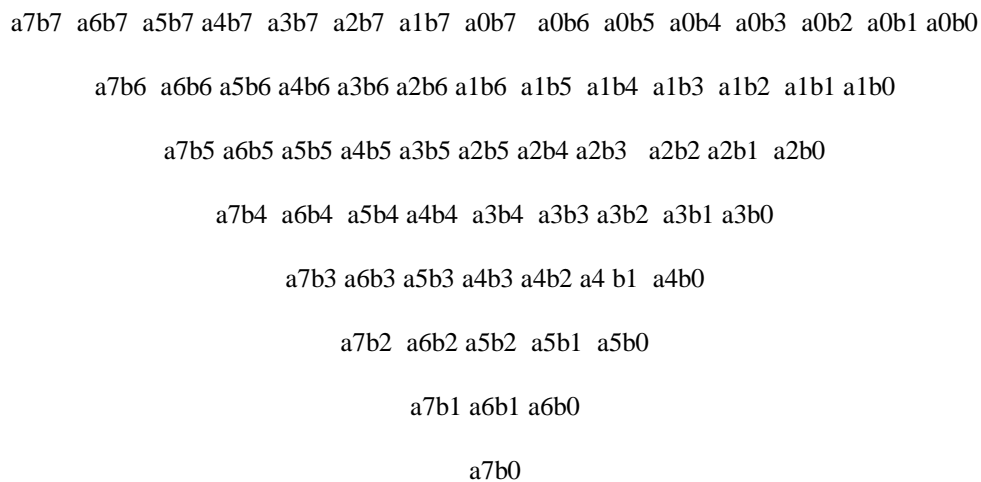 a7b7 a6b7 a5b7 a4b7 a3b7 a2b7 a1b7 a0b7 a0b6 a0b5 a0b4 a0b3 a0b2 a0b1 a0b0
a7b6 a6b6 a5b6 a4b6 a3b6 a2b6 a1b6 a1b5 a1b4 a1b3 a1b2 a1b1 a1b0
a7b5 a6b5 a5b5 a4b5 a3b5 a2b5 a2b4 a2b3 a2b2 a2b1 a2b0
a7b4 a6b4 a5b4 a4b4 a3b4 a3b3 a3b2 a3b1 a3b0
a7b3 a6b3 a5b3 a4b3 a4b2 a4 b1 a4b0
a7b2 a6b2 a5b2 a5b1 a5b0
a7b1 a6b1 a6b0
a7b0